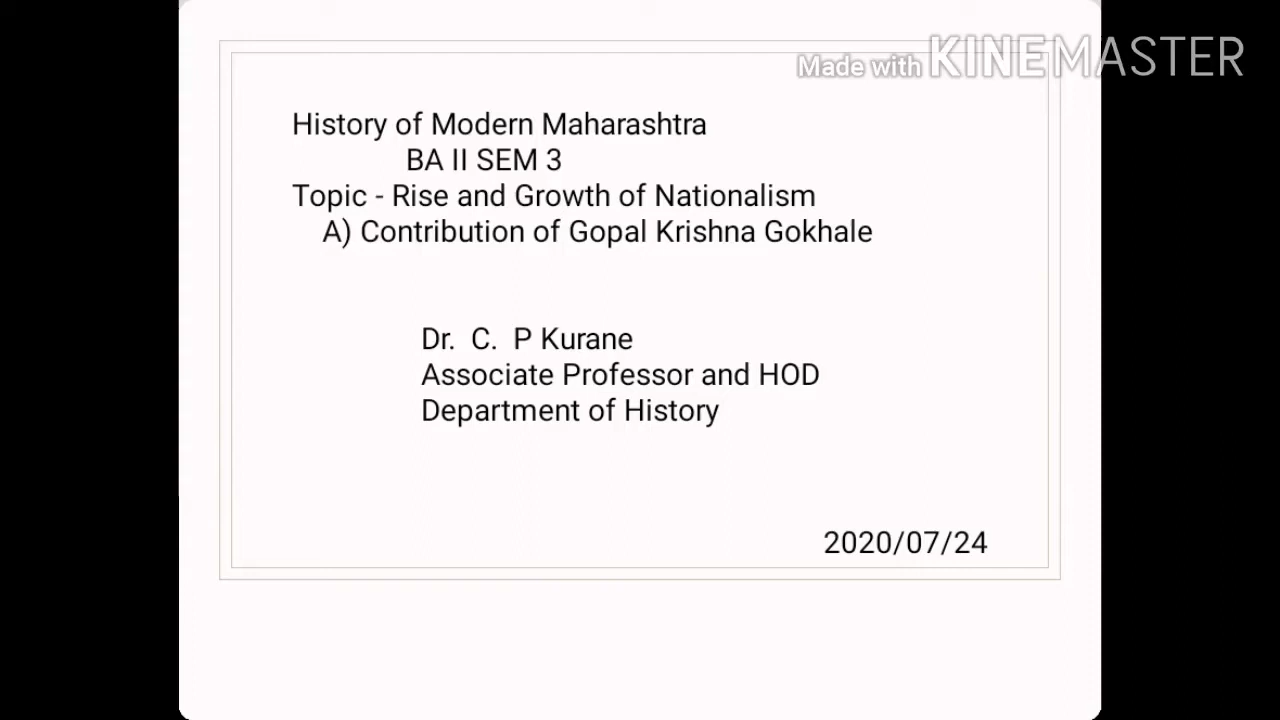 Made with KINEMASTER
History of Modern Maharashtra
BA II SEM 3
Topic - Rise and Growth of Nationalism
A) Contribution of Gopal Krishna Gokhale
Dr. C. P Kurane
Associate Professor and HOD
Department of History
2020/07/24